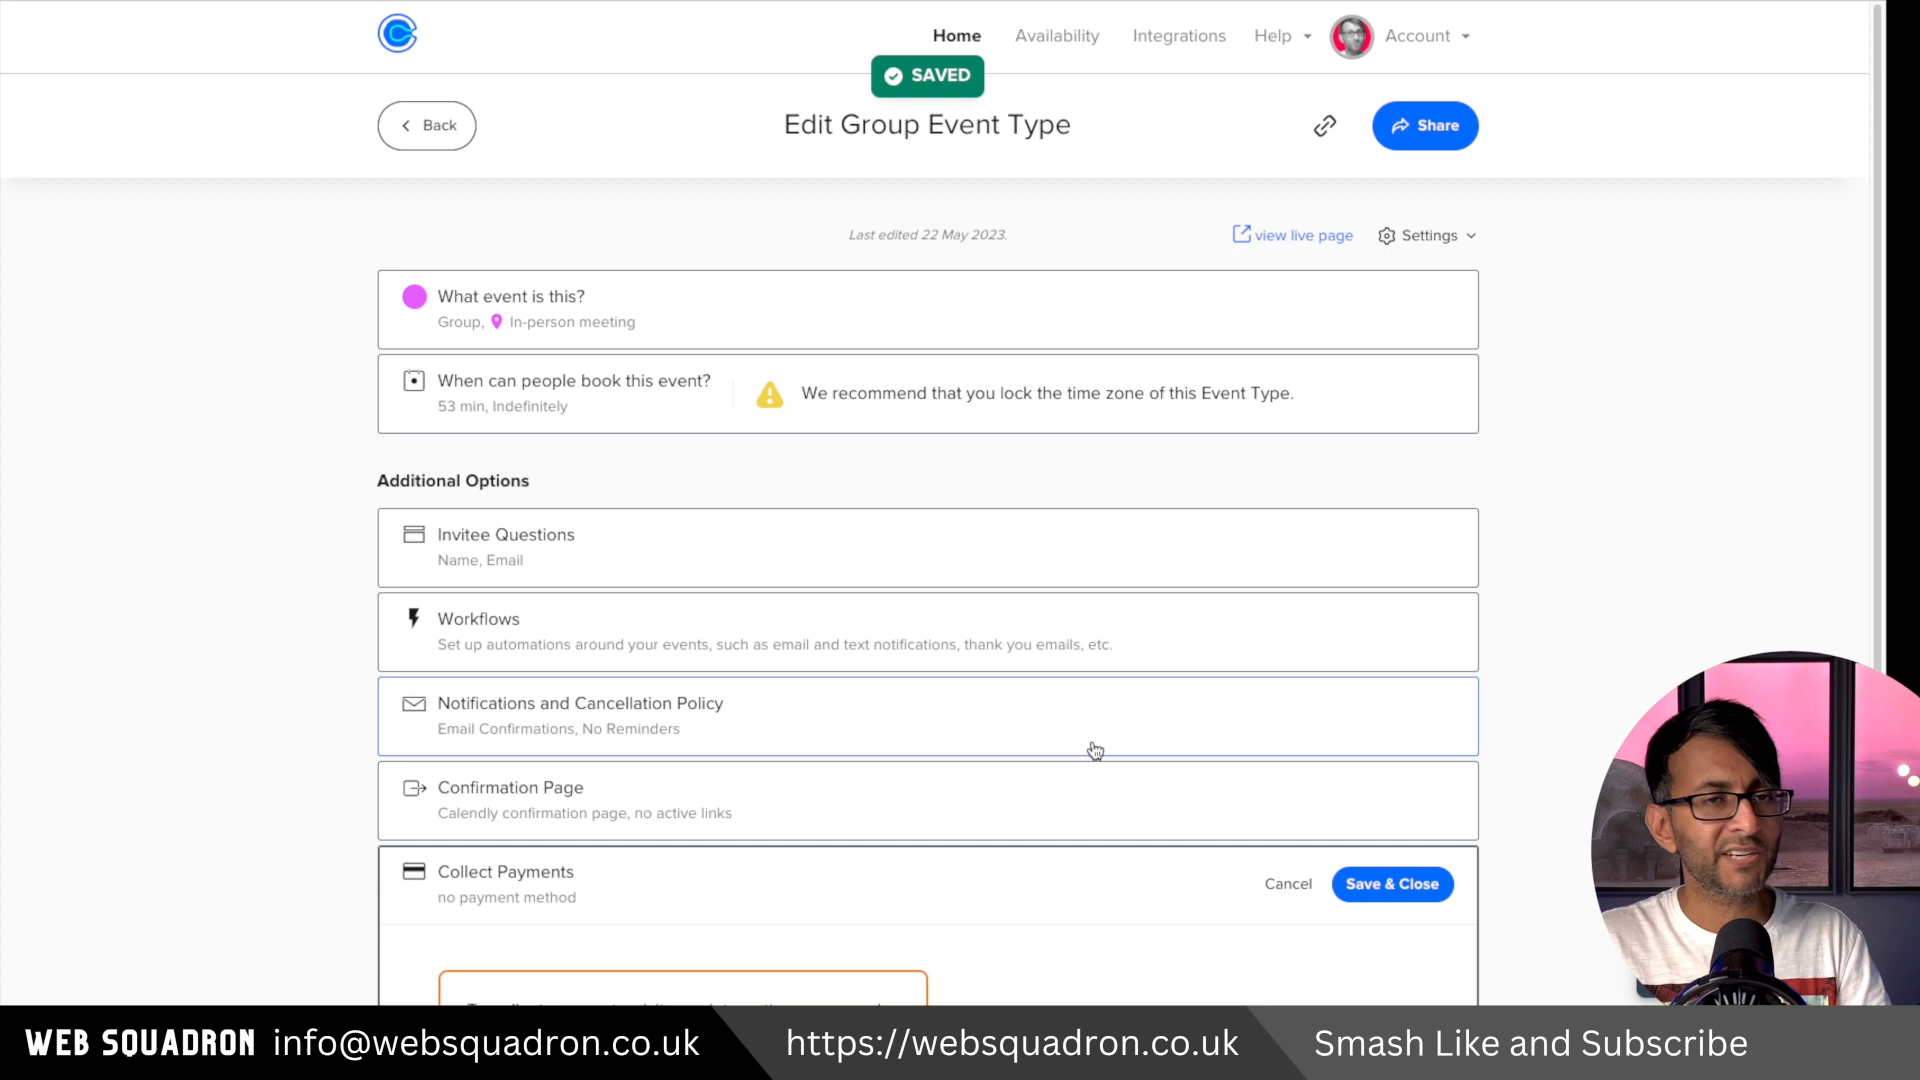 Home
Availability
Integrations
Help
Account
SAVED
Back
Edit Group Event Type
Share
Last edited 22 May 2023.
view live page
Settings
What event is this?
Group, In-person meeting
When can people book this event?
53 min, Indefinitely
We recommend that you lock the time zone of this Event Type.
Additional Options
Invitee Questions
Name, Email
Workflows
Set up automations around your events, such as email and text notifications, thank you emails, etc.
Notifications and Cancellation Policy
Email Confirmations, No Reminders
Confirmation Page
Calendly confirmation page, no active links
Collect Payments
no payment method
Cancel
Save & Close
WEB SQUADRON info@websquadron.co.uk
https://websquadron.co.uk
Smash Like and Subscribe